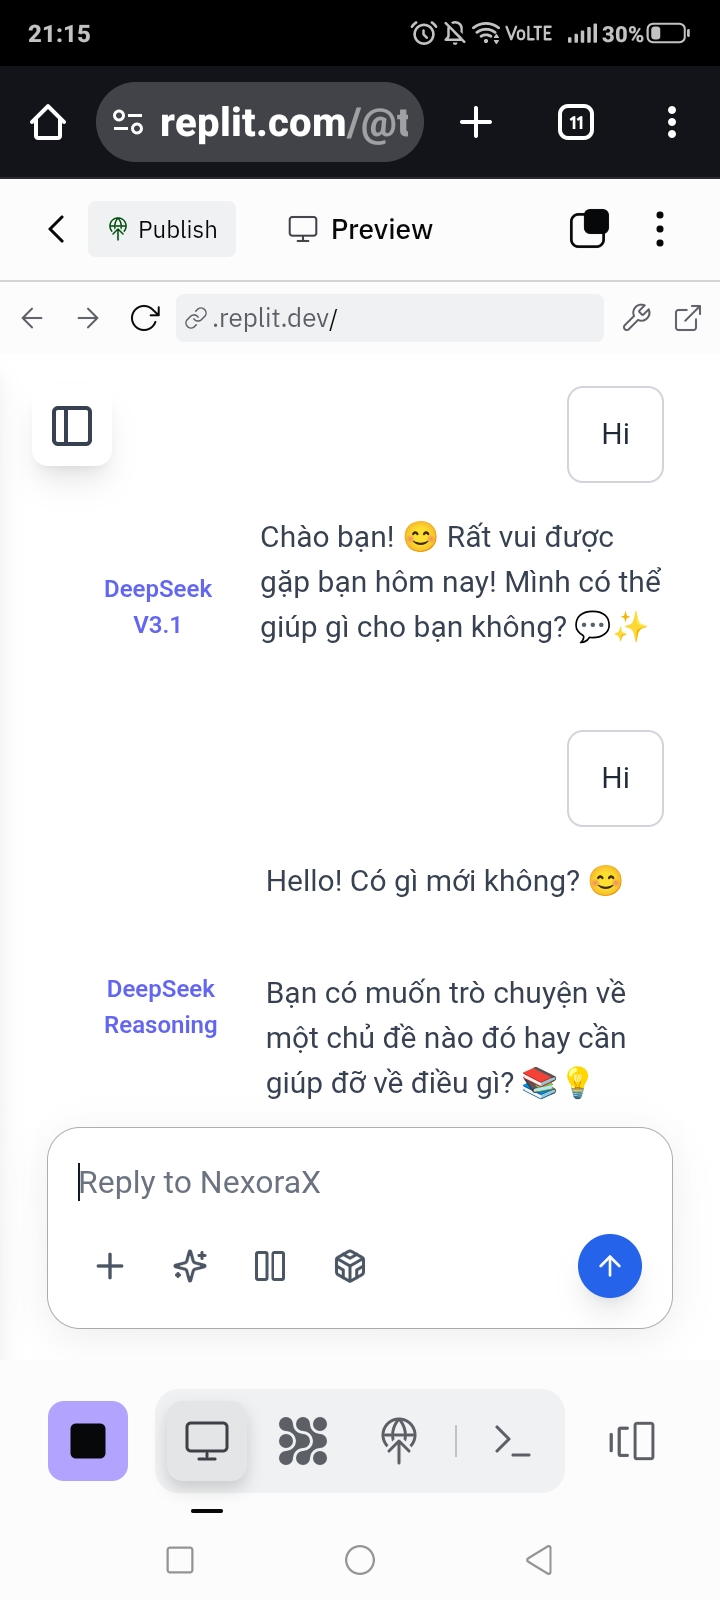 21:15
VoLTE
30%
replit.com/@t
11
Publish
Preview
.replit.dev/
Hi
Chào bạn! 😊 Rất vui được
gặp bạn hôm nay! Mình có thể
giúp gì cho bạn không? 💬✨
DeepSeek
V3.1
Hi
Hello! Có gì mới không? 😊
DeepSeek
Reasoning
Bạn có muốn trò chuyện về
một chủ đề nào đó hay cần
giúp đỡ về điều gì? 📚💡
Reply to NexoraX